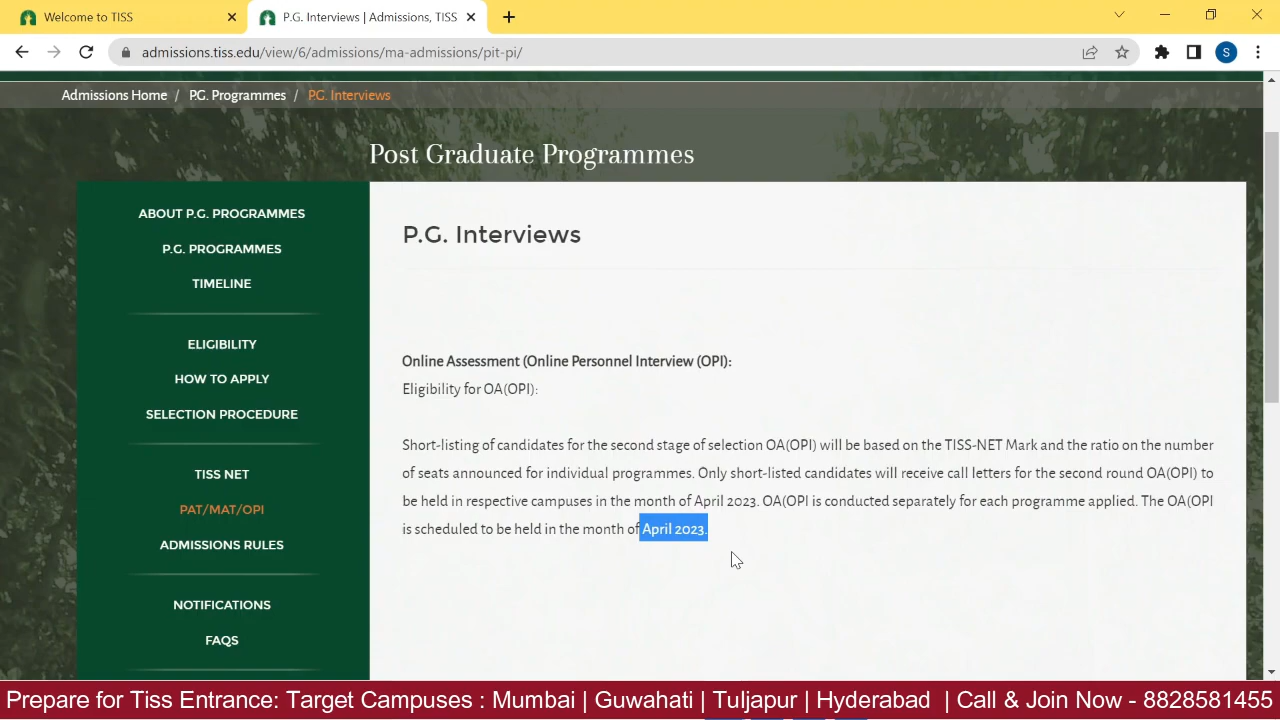 Welcome to TISS
P.G. Interviews | Admissions, TISS
admissions.tiss.edu/view/6/admissions/ma-admissions/pit-pi/
S
Admissions Home / P.G. Programmes / P.G. Interviews
Post Graduate Programmes
ABOUT P.G. PROGRAMMES
P.G. PROGRAMMES
TIMELINE
ELIGIBILITY
HOW TO APPLY
SELECTION PROCEDURE
TISS NET
PAT/MAT/OPI
ADMISSIONS RULES
NOTIFICATIONS
FAQS
P.G. Interviews
Online Assessment (Online Personnel Interview (OPI):
Eligibility for OA(OPI):
Short-listing of candidates for the second stage of selection OA(OPI) will be based on the TISS-NET Mark and the ratio on the number
of seats announced for individual programmes. Only short-listed candidates will receive call letters for the second round OA(OPI) to
be held in respective campuses in the month of April 2023. OA(OPI is conducted separately for each programme applied. The OA(OPI
is scheduled to be held in the month of April 2023.
Prepare for Tiss Entrance: Target Campuses : Mumbai | Guwahati | Tuljapur | Hyderabad | Call & Join Now - 8828581455